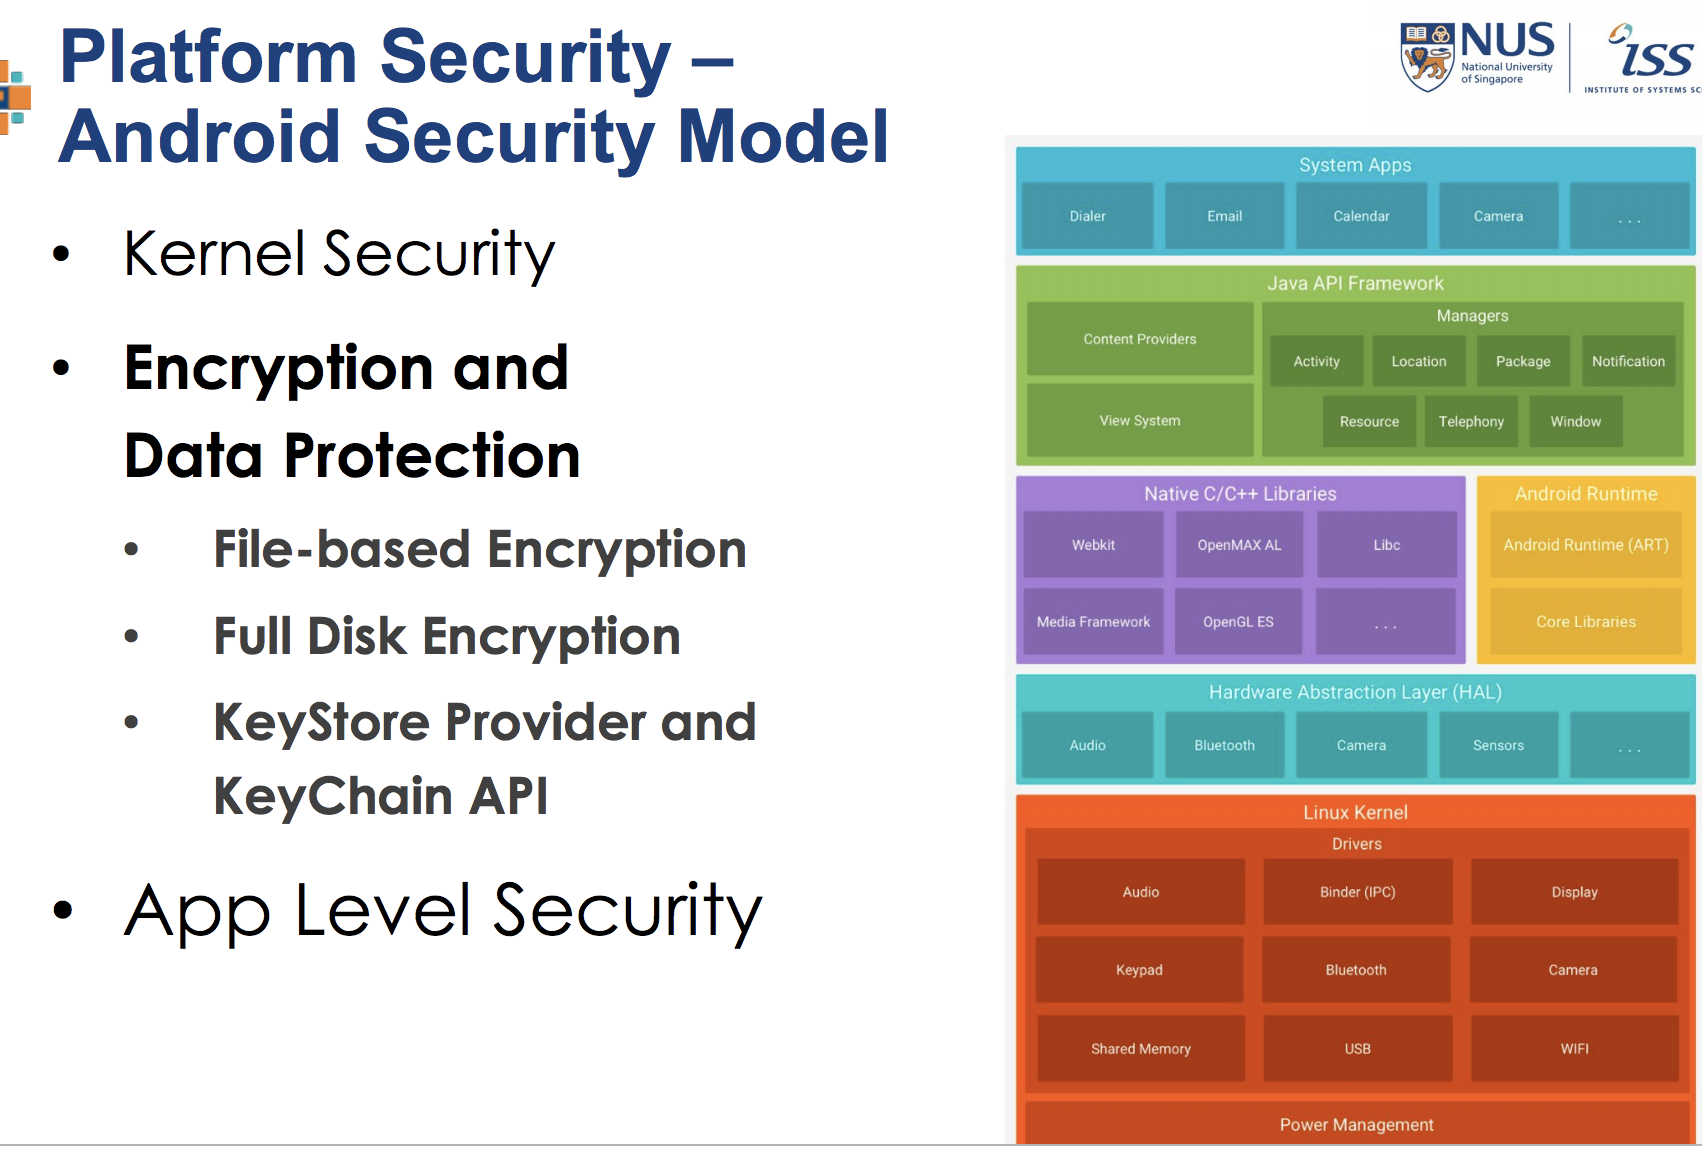 Platform Security –
Android Security Model
NUS
National University
of Singapore
ISS
INSTITUTE OF SYSTEMS
• Kernel Security
• Encryption and
Data Protection
• File-based Encryption
• Full Disk Encryption
• KeyStore Provider and
KeyChain API
• App Level Security
System Apps
Dialer Email Calendar Camera ...
Java API Framework
Content Providers
View System
Managers
Activity Location Package Notification
Resource Telephony Window
Native C/C++ Libraries
Webkit OpenMAX AL Libc
Media Framework OpenGL ES ...
Android Runtime
Android Runtime (ART)
Core Libraries
Hardware Abstraction Layer (HAL)
Audio Bluetooth Camera Sensors ...
Linux Kernel
Drivers
Audio Binder (IPC) Display
Keypad Bluetooth Camera
Shared Memory USB WIFI
Power Management